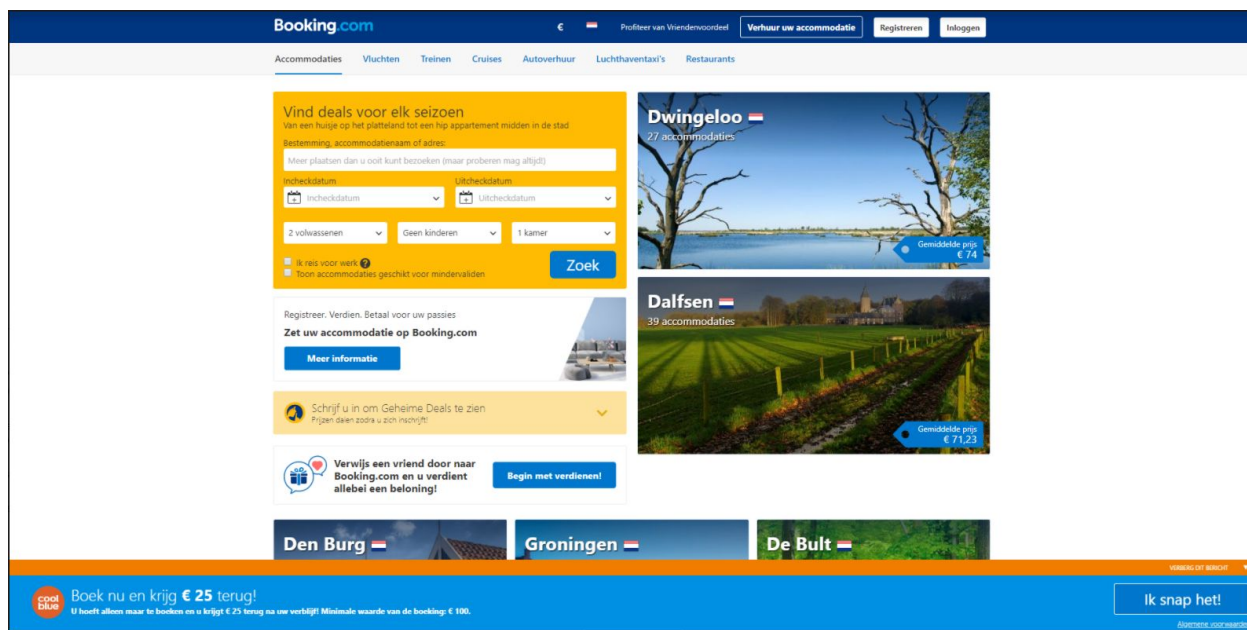 Booking.com
€
Profiteer van Vriendenvoordeel
Verhuur uw accommodatie
Registreren
Inloggen
Accommodaties
Vluchten
Treinen
Cruises
Autoverhuur
Luchthaventaxi's
Restaurants
Vind deals voor elk seizoen
Van een huisje op het platteland tot een hip appartement midden in de stad
Bestemming, accommodatienaam of adres:
Meer plaatsen dan u ooit kunt bezoeken (maar proberen mag altijd!)
Incheckdatum
Uitcheckdatum
Incheckdatum
Uitcheckdatum
2 volwassenen
Geen kinderen
1 kamer
Ik reis voor werk
Toon accommodaties geschikt voor mindervaliden
Zoek
Dwingeloo
27 accommodaties
Gemiddelde prijs
€ 74
Dalfsen
39 accommodaties
Gemiddelde prijs
€ 71,23
Registreer. Verdien. Betaal voor uw passies
Zet uw accommodatie op Booking.com
Meer informatie
Schrijf u in om Geheime Deals te zien
Prijzen dalen zodra u zich inschrijft!
Verwijs een vriend door naar
Booking.com en u verdient
allebei een beloning!
Begin met verdienen!
Den Burg
Groningen
De Bult
VERBERG DIT BERICHT
cool
blue
Boek nu en krijg € 25 terug!
U hoeft alleen maar te boeken en u krijgt € 25 terug na uw verblijf! Minimale waarde van de boeking: € 100.
Ik snap het!
Algemene voorwaarde